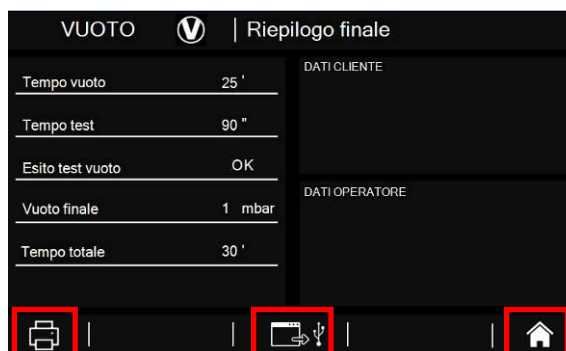 VUOTO V Riepilogo finale
Tempo vuoto 25 '
Tempo test 90 "
Esito test vuoto OK
Vuoto finale 1 mbar
Tempo totale 30 '
DATI CLIENTE
DATI OPERATORE